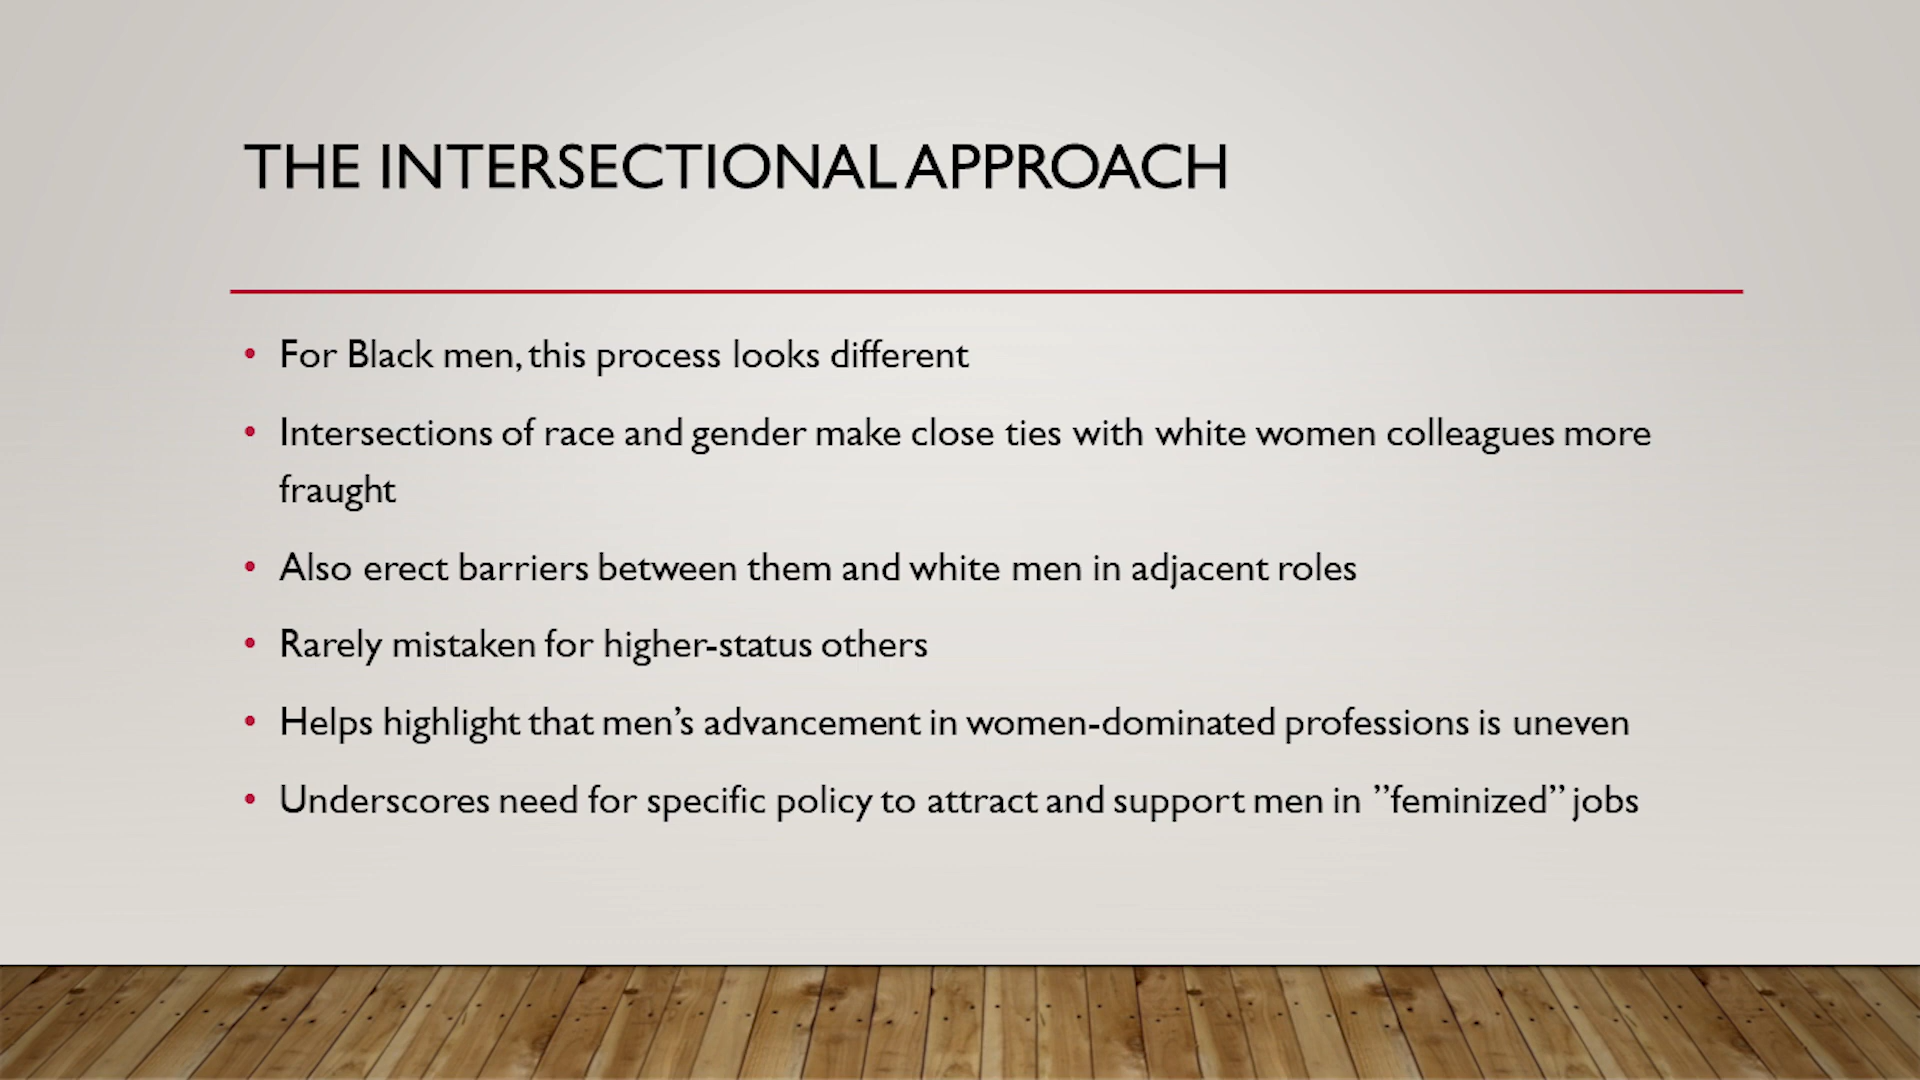 THE INTERSECTIONAL APPROACH
• For Black men, this process looks different
• Intersections of race and gender make close ties with white women colleagues more
fraught
• Also erect barriers between them and white men in adjacent roles
• Rarely mistaken for higher-status others
• Helps highlight that men’s advancement in women-dominated professions is uneven
• Underscores need for specific policy to attract and support men in ”feminized” jobs